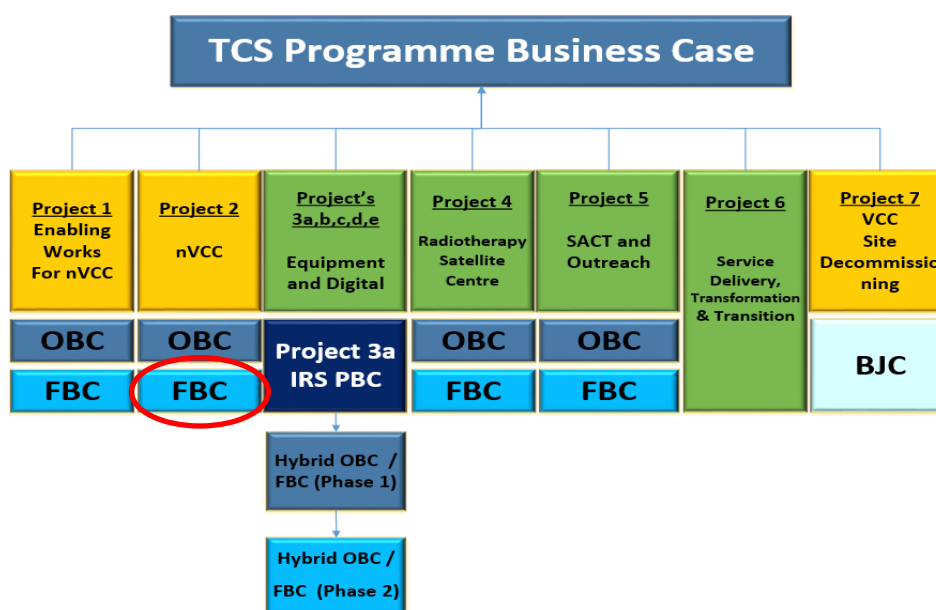 TCS Programme Business Case
Project 1
Enabling
Works
For nVCC
OBC
FBC
Project 2
nVCC
OBC
FBC
Project's
3a,b,c,d,e
Equipment
and Digital
Project 3a
IRS PBC
Hybrid OBC /
FBC (Phase 1)
Hybrid OBC /
FBC (Phase 2)
Project 4
Radiotherapy
Satellite
Centre
OBC
FBC
Project 5
SACT and
Outreach
OBC
FBC
Project 6
Service
Delivery,
Transformation
& Transition
Project 7
VCC
Site
Decommissio
ning
BJC